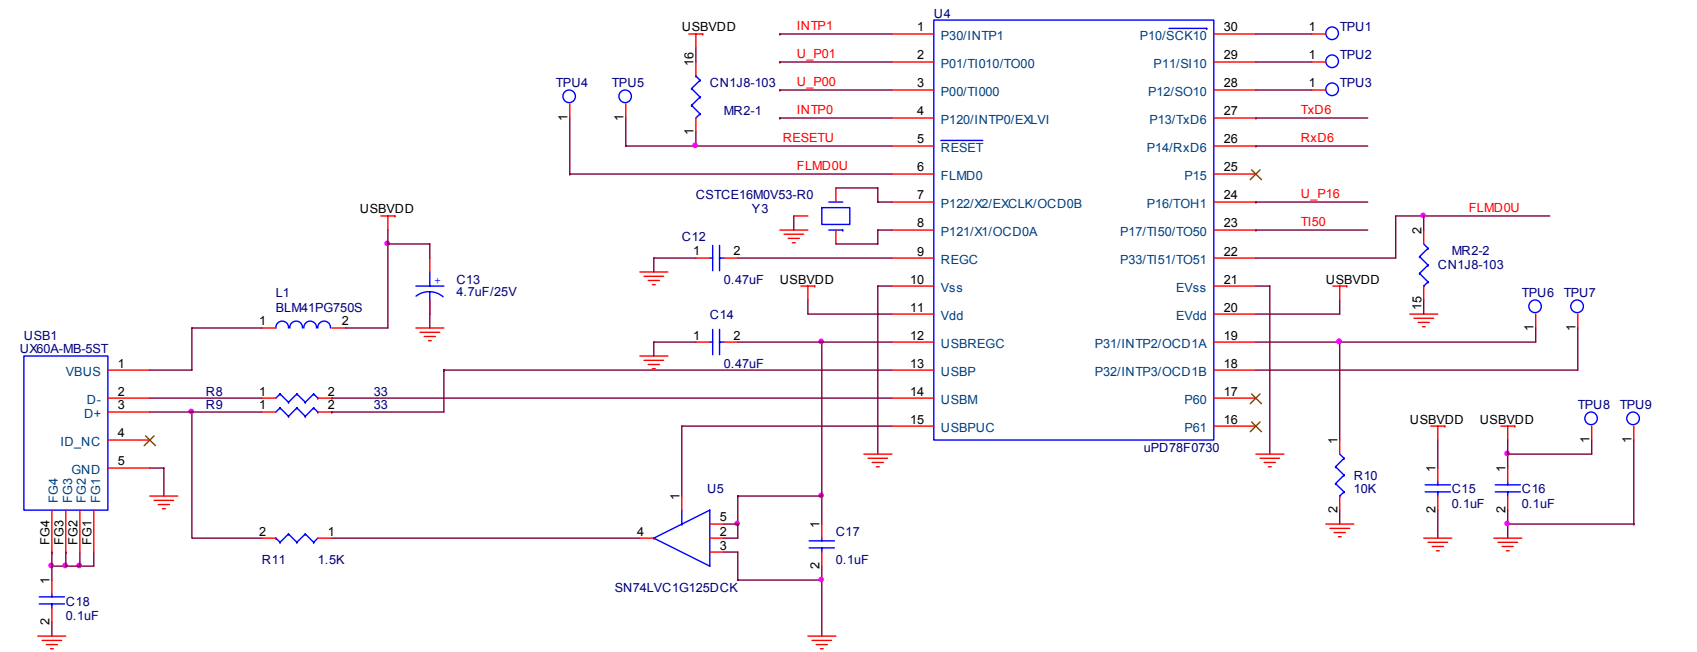 U4
USBVDD
INTP1 1 P30/INTP1 P10/SCK10 30 1 TPU1
U_P01 2 P01/TI010/TO00 P11/SI10 29 1 TPU2
16 CN1J8-103
TPU4 TPU5 U_P00 3 P00/TI000 P12/SO10 28 1 TPU3
MR2-1
1 1 1 INTP0 4 P120/INTP0/EXLVI P13/TxD6 27 TxD6
RESETU 5 RESET P14/RxD6 26 RxD6
FLMD0U 6 FLMD0 P15 25
CSTCE16M0V53-R0 7 P122/X2/EXCLK/OCD0B P16/TOH1 24 U_P16
Y3 FLMD0U
USBVDD
8 P121/X1/OCD0A P17/TI50/TO50 23 TI50 2
C12 1 2 9 REGC P33/TI51/TO51 22 MR2-2
CN1J8-103
0.47uF USBVDD 10 Vss EVss 21 USBVDD 15
C13
4.7uF/25V
L1
BLM41PG750S
TPU6 TPU7
C14 11 Vdd EVdd 20
1 2
USB1
UX60A-MB-5ST
1 2 12 USBREGC P31/INTP2/OCD1A 19 1 1
0.47uF
VBUS 1 13 USBP P32/INTP3/OCD1B 18
D- 2 R8 1 2 33 14 USBM P60 17
D+ 3 R9 1 2 33
TPU8 TPU9
USBVDD USBVDD
ID_NC 4 15 USBPUC P61 16
uPD78F0730
1 1 1
GND 5
FG4 FG3 FG2 FG1
1 R10
10K
2
1 C15
0.1uF
2
1 C16
0.1uF
2
U5
1
5
2
3
4
SN74LVC1G125DCK
FG4 FG3 FG2 FG1
2 1
R11 1.5K
1 C17
0.1uF
2
1 C18
0.1uF
2